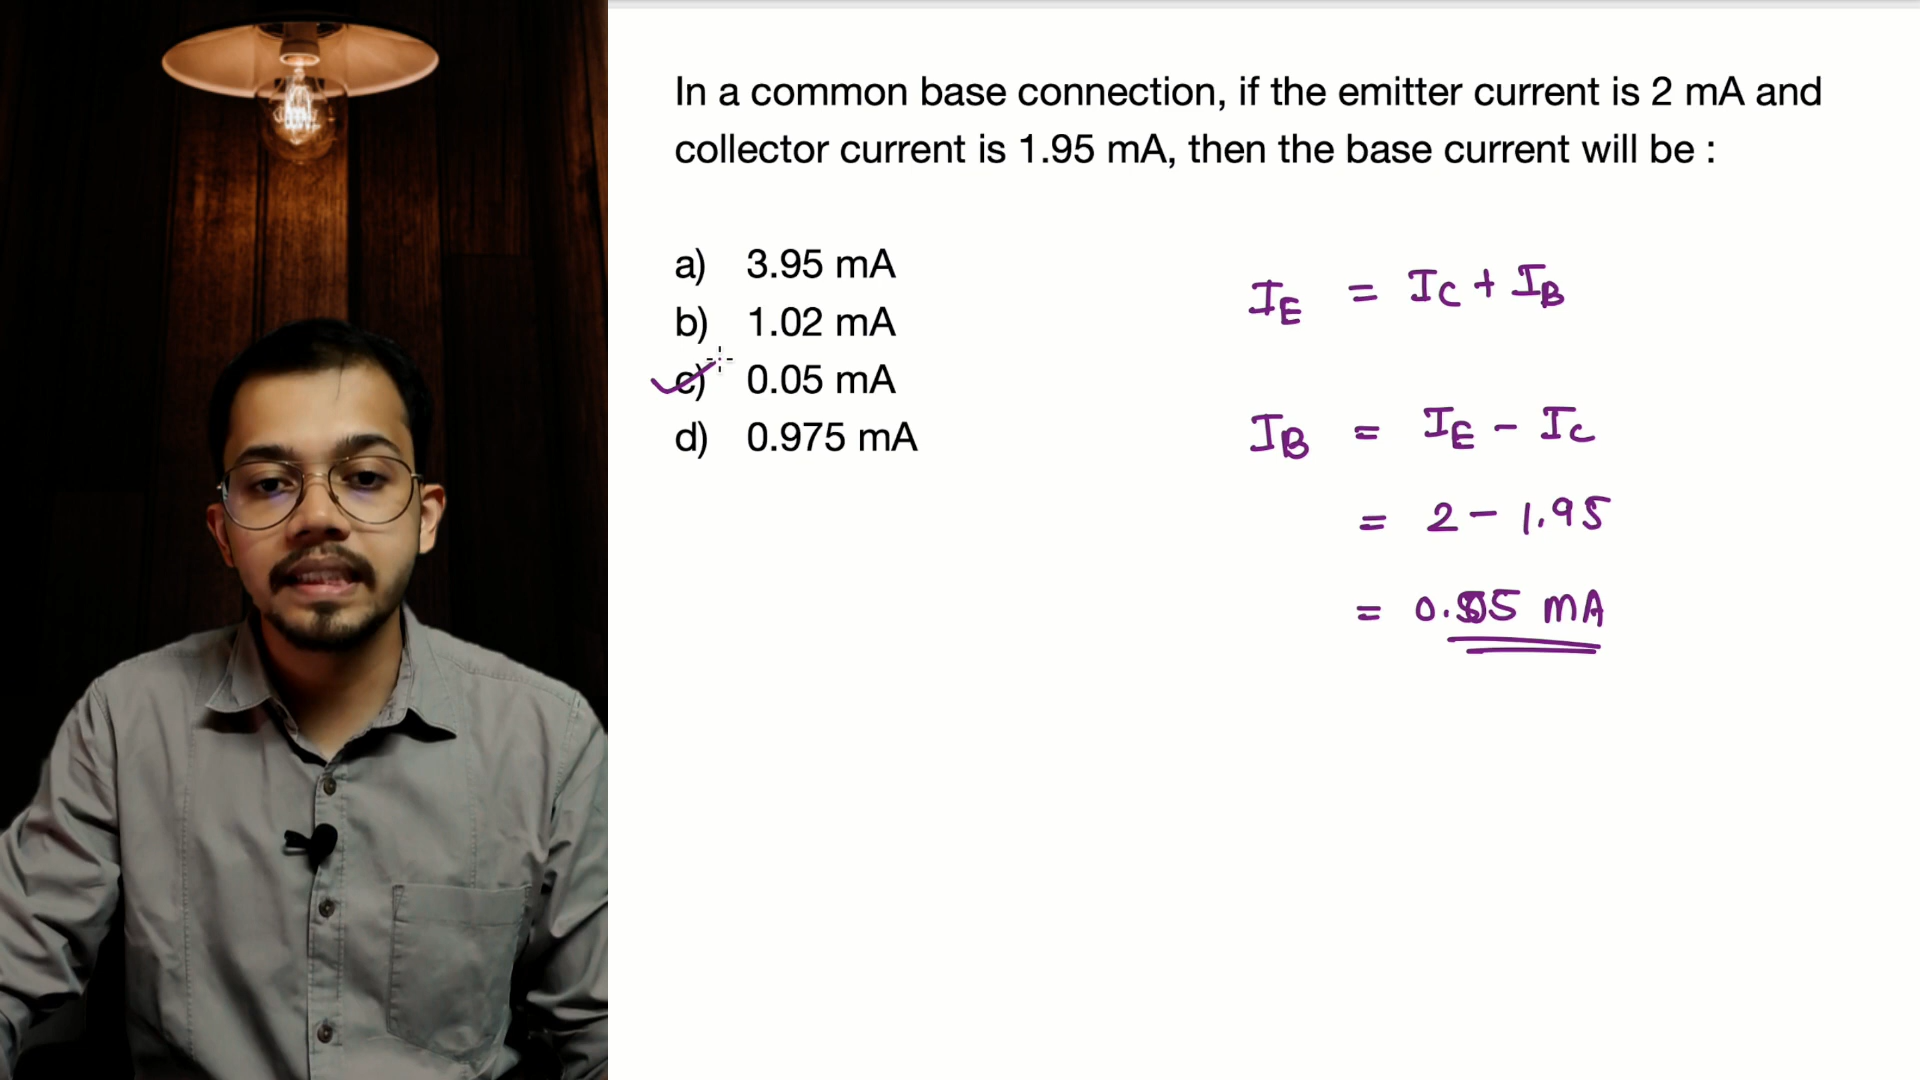 In a common base connection, if the emitter current is 2 mA and
collector current is 1.95 mA, then the base current will be :
a) 3.95 mA
b) 1.02 mA
c) 0.05 mA
d) 0.975 mA
IE = IC + IB
IB = IE - IC
= 2 - 1.95
= 0.05 mA